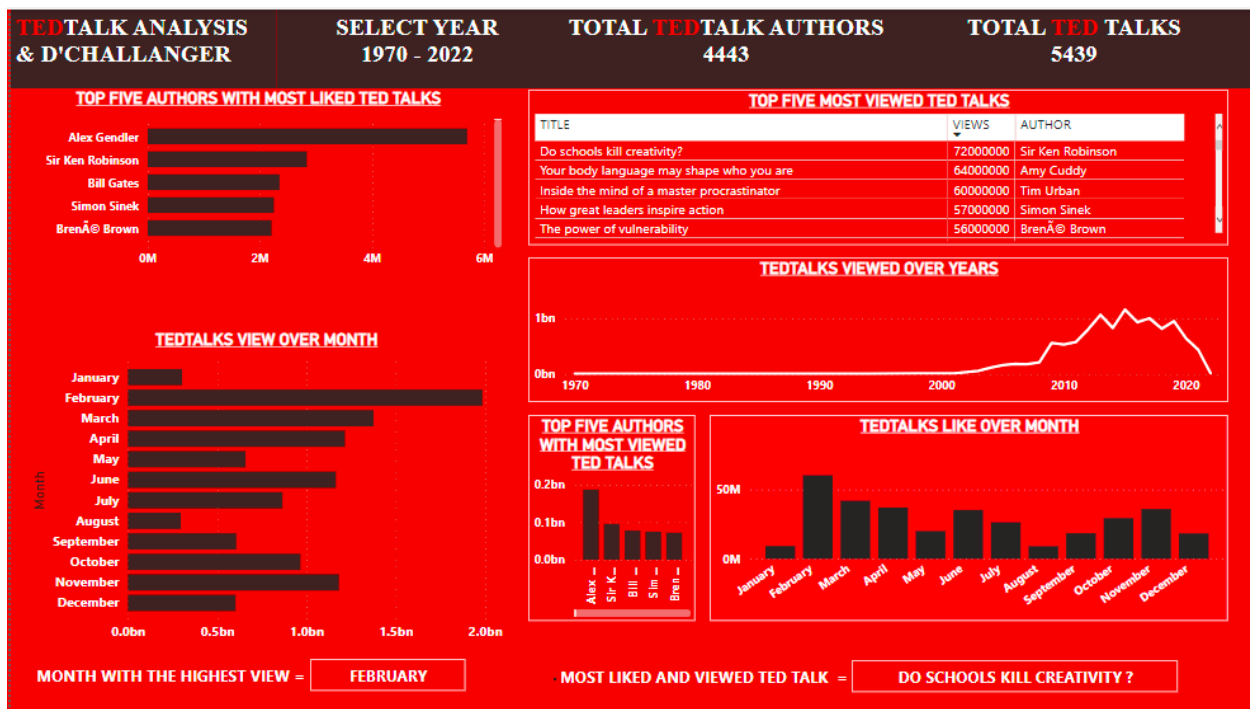 TEDTALK ANALYSIS
& D'CHALLANGER
SELECT YEAR
1970 - 2022
TOTAL TEDTALK AUTHORS
4443
TOTAL TED TALKS
5439
TOP FIVE AUTHORS WITH MOST LIKED TED TALKS
Alex Gendler
Sir Ken Robinson
Bill Gates
Simon Sinek
BrenÃ© Brown
0M 2M 4M 6M
TOP FIVE MOST VIEWED TED TALKS
TITLE VIEWS AUTHOR
Do schools kill creativity? 72000000 Sir Ken Robinson
Your body language may shape who you are 64000000 Amy Cuddy
Inside the mind of a master procrastinator 60000000 Tim Urban
How great leaders inspire action 57000000 Simon Sinek
The power of vulnerability 56000000 BrenÃ© Brown
TEDTALKS VIEWED OVER YEARS
1bn
0bn
1970 1980 1990 2000 2010 2020
TEDTALKS VIEW OVER MONTH
Month
January
February
March
April
May
June
July
August
September
October
November
December
0.0bn 0.5bn 1.0bn 1.5bn 2.0bn
TOP FIVE AUTHORS
WITH MOST VIEWED
TED TALKS
0.2bn
0.1bn
0.0bn
Alex ... Sir K... Bill ... Sim ... Bren ...
TEDTALKS LIKE OVER MONTH
50M
0M
January February March April May June July August September October November December
MONTH WITH THE HIGHEST VIEW = FEBRUARY
MOST LIKED AND VIEWED TED TALK = DO SCHOOLS KILL CREATIVITY ?